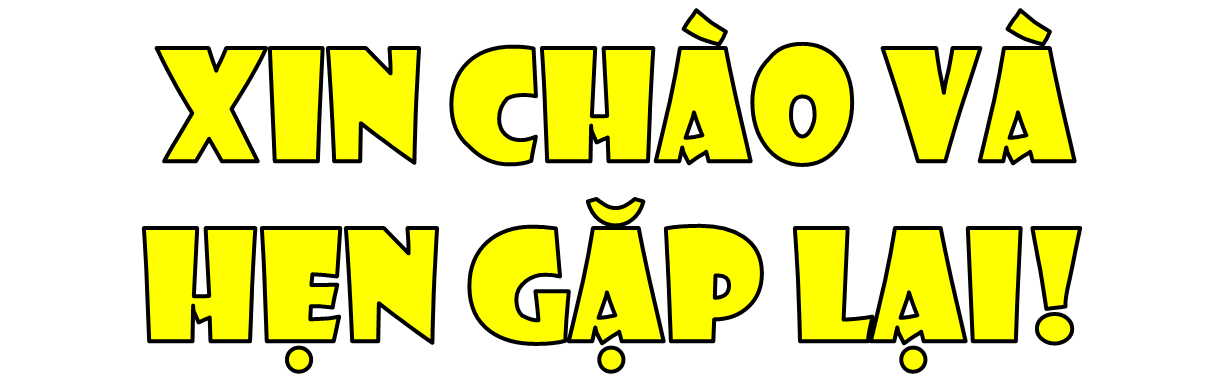 XIN CHÀO VÀ
HẸN GẶP LẠI!